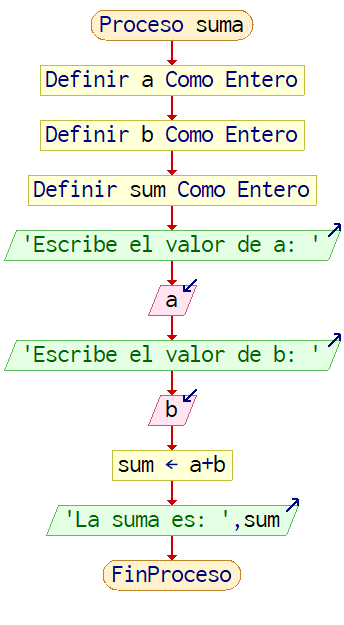 Proceso suma
Definir a Como Entero
Definir b Como Entero
Definir sum Como Entero
'Escribe el valor de a: '
a
'Escribe el valor de b: '
b
sum ← a+b
'La suma es: ',sum
FinProceso